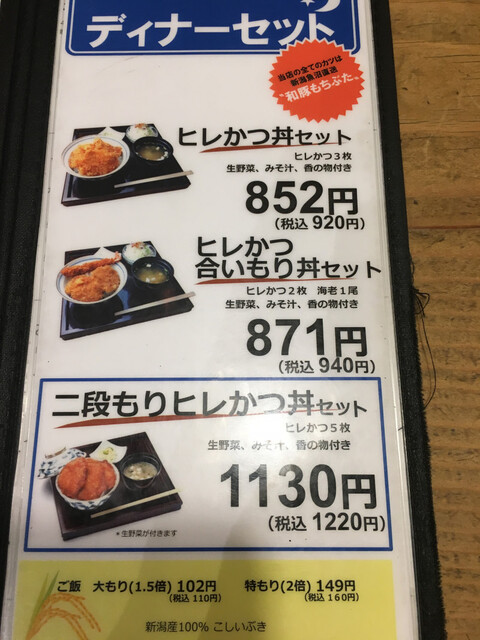 ディナーセット
当店の全てのカツは
新潟魚沼直送
"和豚もちぶた"
ヒレかつ丼セット
ヒレかつ3枚
生野菜、みそ汁、香の物付き
852円
(税込 920円)
ヒレかつ
合いもり丼セット
ヒレかつ2枚 海老1尾
生野菜、みそ汁、香の物付き
871円
(税込 940円)
二段もりヒレかつ丼セット
ヒレかつ5枚
生野菜、みそ汁、香の物付き
1130円
(税込 1220円)
*生野菜が付きます
ご飯 大もり(1.5倍) 102円 特もり(2倍) 149円
(税込 110円) (税込 160円)
新潟産100% こしいぶき